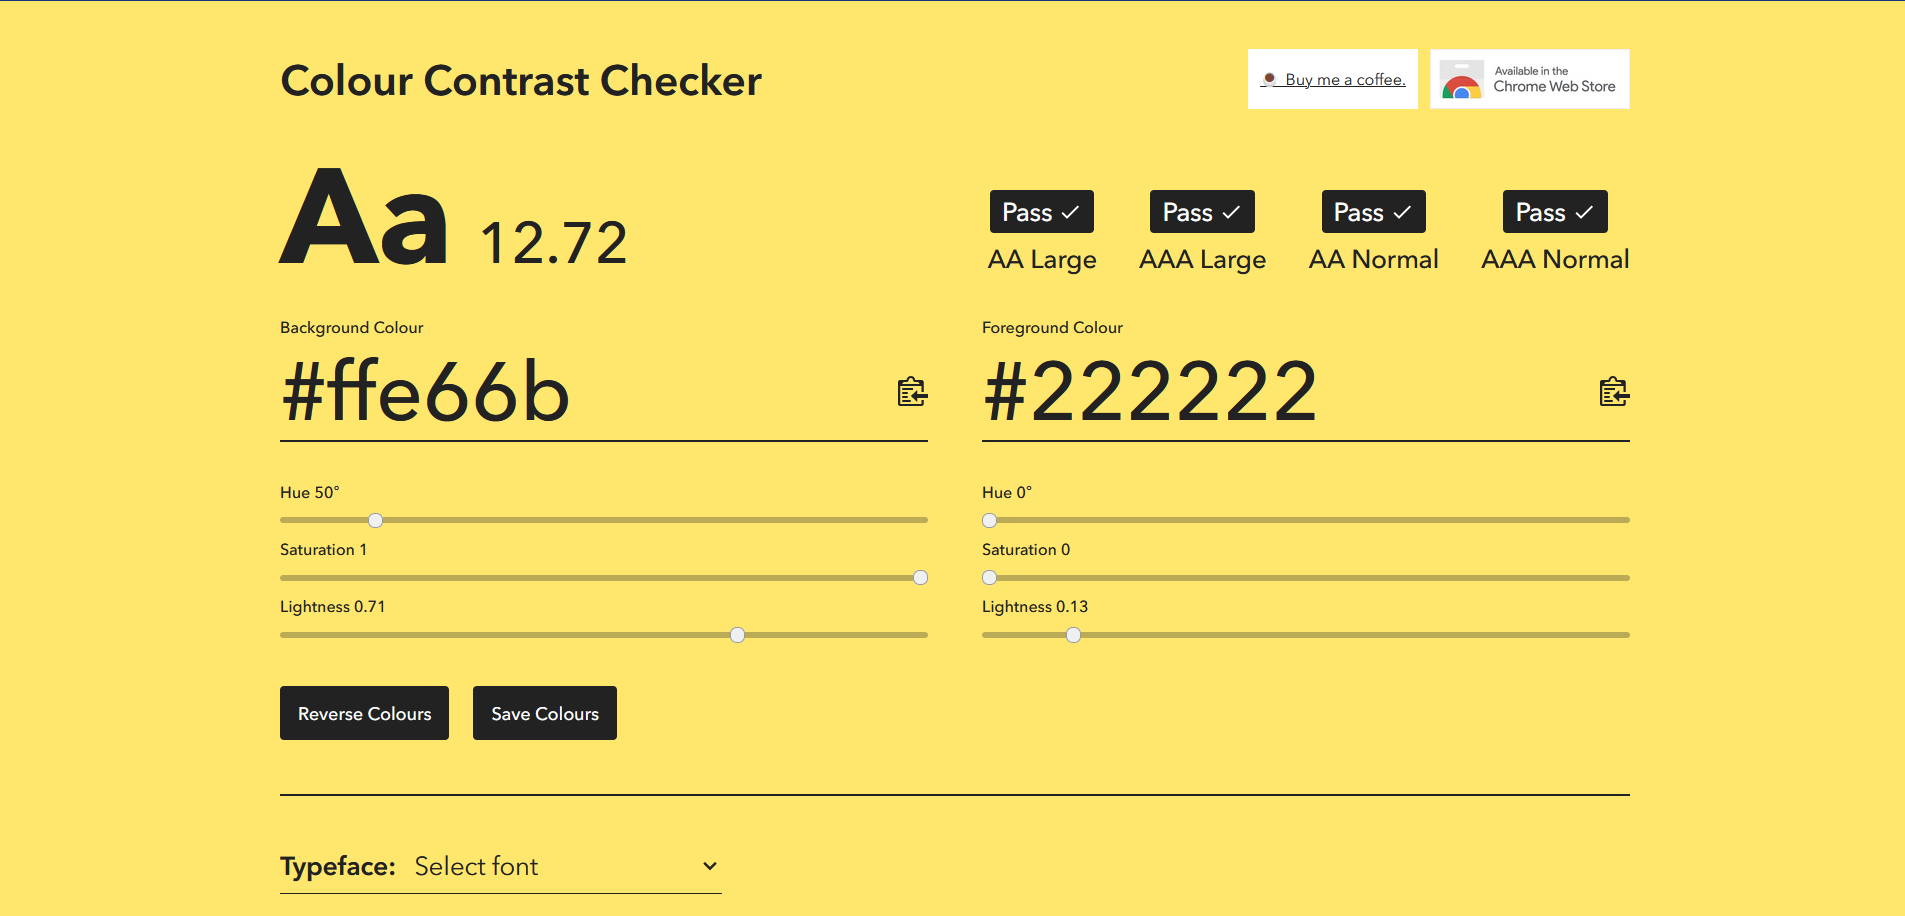 Colour Contrast Checker
Buy me a coffee.
Available in the
Chrome Web Store
Aa 12.72
Pass
AA Large
Pass
AAA Large
Pass
AA Normal
Pass
AAA Normal
Background Colour
#ffe66b
Foreground Colour
#222222
Hue 50°
Saturation 1
Lightness 0.71
Hue 0°
Saturation 0
Lightness 0.13
Reverse Colours
Save Colours
Typeface: Select font